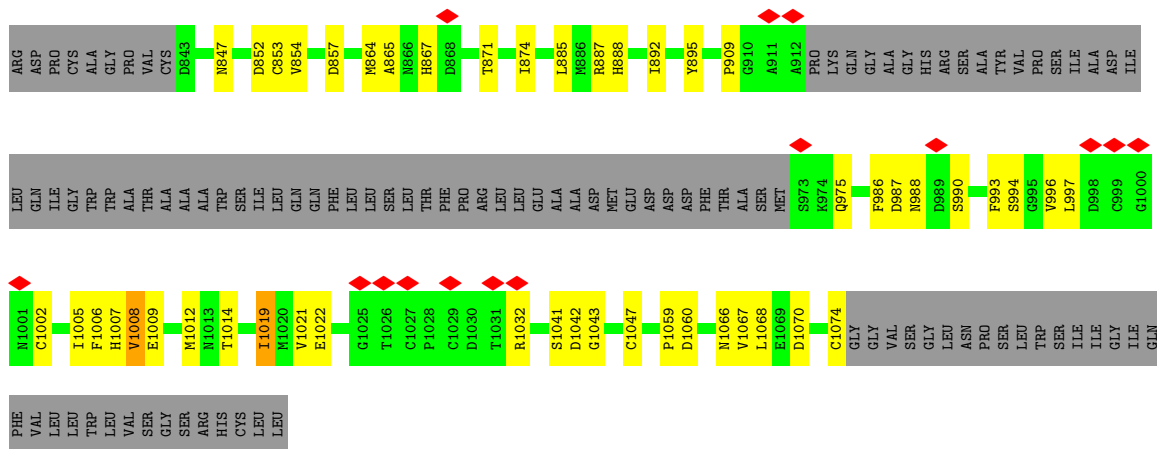 ARG ASP PRO CYS ALA GLY PRO VAL CYS D843 N847 D852 C853 V854 D857 M864 A865 N866 H867 D868 T871 I874 L885 M886 R887 H888 I892 Y895 P909 G910 A911 A912 PRO LYS GLN GLY ALA GLY HIS ARG SER ALA TYR VAL PRO SER ILE ALA ASP ILE
LEU GLN ILE GLY TRP TRP ALA THR ALA ALA ALA ALA TRP SER ILE LEU GLN GLN PHE LEU LEU SER LEU THR PHE PRO ARG LEU LEU GLU ALA ALA ASP MET GLU ASP ASP ASP PHE THR ALA SER MET S973 K974 Q975 F986 D987 N988 D989 S990 F993 S994 G995 V996 L997 D998 C999 G1000
N1001 C1002 I1005 F1006 H1007 V1008 E1009 M1012 N1013 T1014 I1019 M1020 V1021 E1022 G1025 T1026 C1027 P1028 C1029 D1030 T1031 R1032 S1041 D1042 G1043 C1047 P1059 D1060 N1066 V1067 L1068 E1069 D1070 C1074 GLY GLY VAL SER GLY LEU ASN PRO SER LEU TRP SER ILE ILE GLY ILE GLN
PHE VAL LEU LEU TRP LEU VAL SER GLY SER ARG HIS CYS LEU LEU